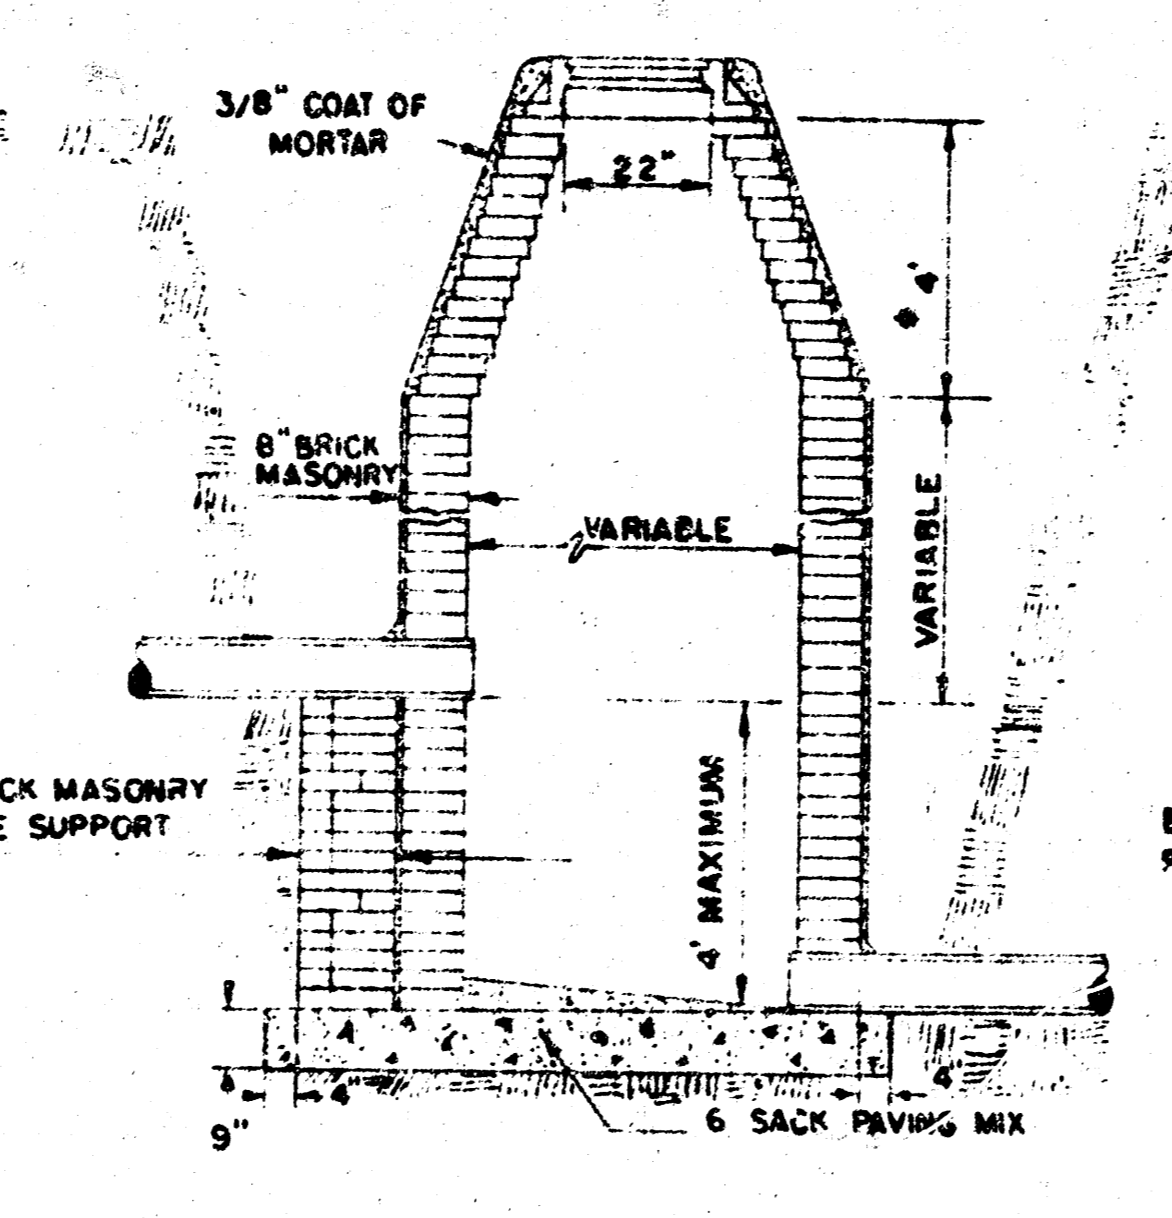 3/8" COAT OF
MORTAR
22"
* 4'
8" BRICK
MASONRY
VARIABLE
VARIABLE
CK MASONRY
E SUPPORT
4' MAXIMUM
4"
4"
9"
6 SACK PAVING MIX